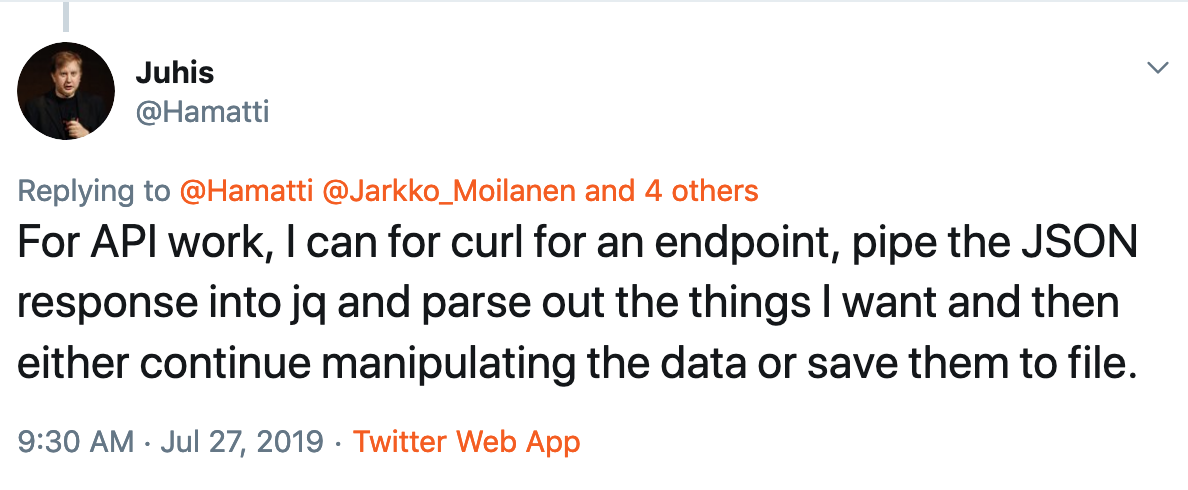 Juhis
@Hamatti
Replying to @Hamatti @Jarkko_Moilanen and 4 others
For API work, I can for curl for an endpoint, pipe the JSON
response into jq and parse out the things I want and then
either continue manipulating the data or save them to file.
9:30 AM · Jul 27, 2019 · Twitter Web App